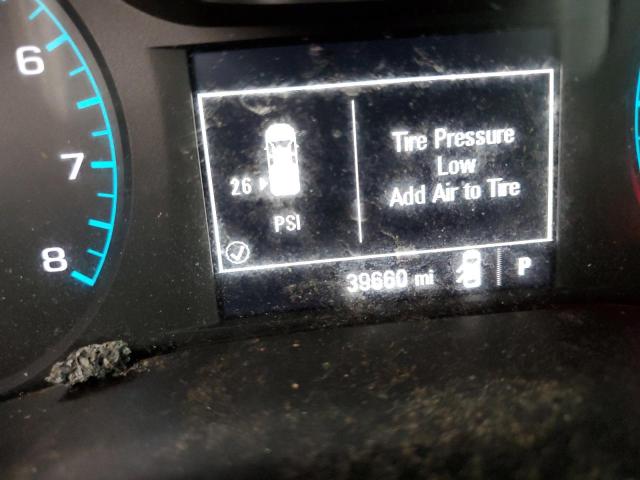 6
7
8
26
PSI
Tire Pressure
Low
Add Air to Tire
39660 mi
P